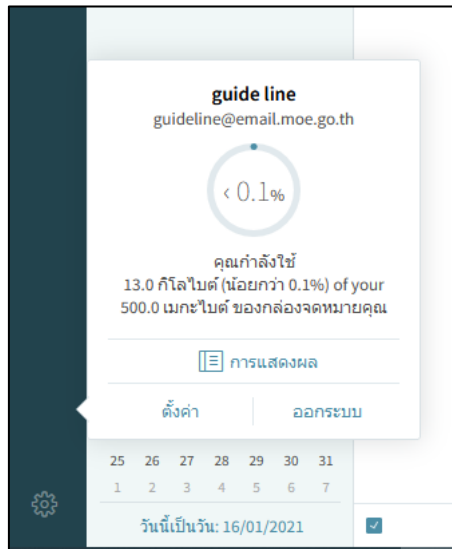 guide line
guideline@email.moe.go.th
‹ 0.1%
คุณกำลังใช้
13.0 กิโลไบต์ (น้อยกว่า 0.1%) of your
500.0 เมกะไบต์ ของกล่องจดหมายคุณ
การแสดงผล
ตั้งค่า ออกระบบ
25 26 27 28 29 30 31
1 2 3 4 5 6 7
วันนี้เป็นวัน: 16/01/2021